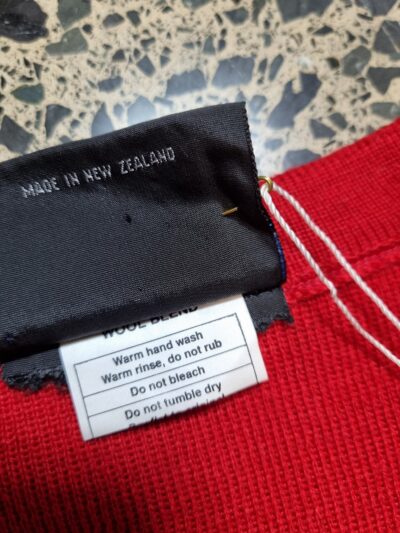 MADE IN NEW ZEALAND
WOOL BLEND
Warm hand wash
Warm rinse, do not rub
Do not bleach
Do not tumble dry